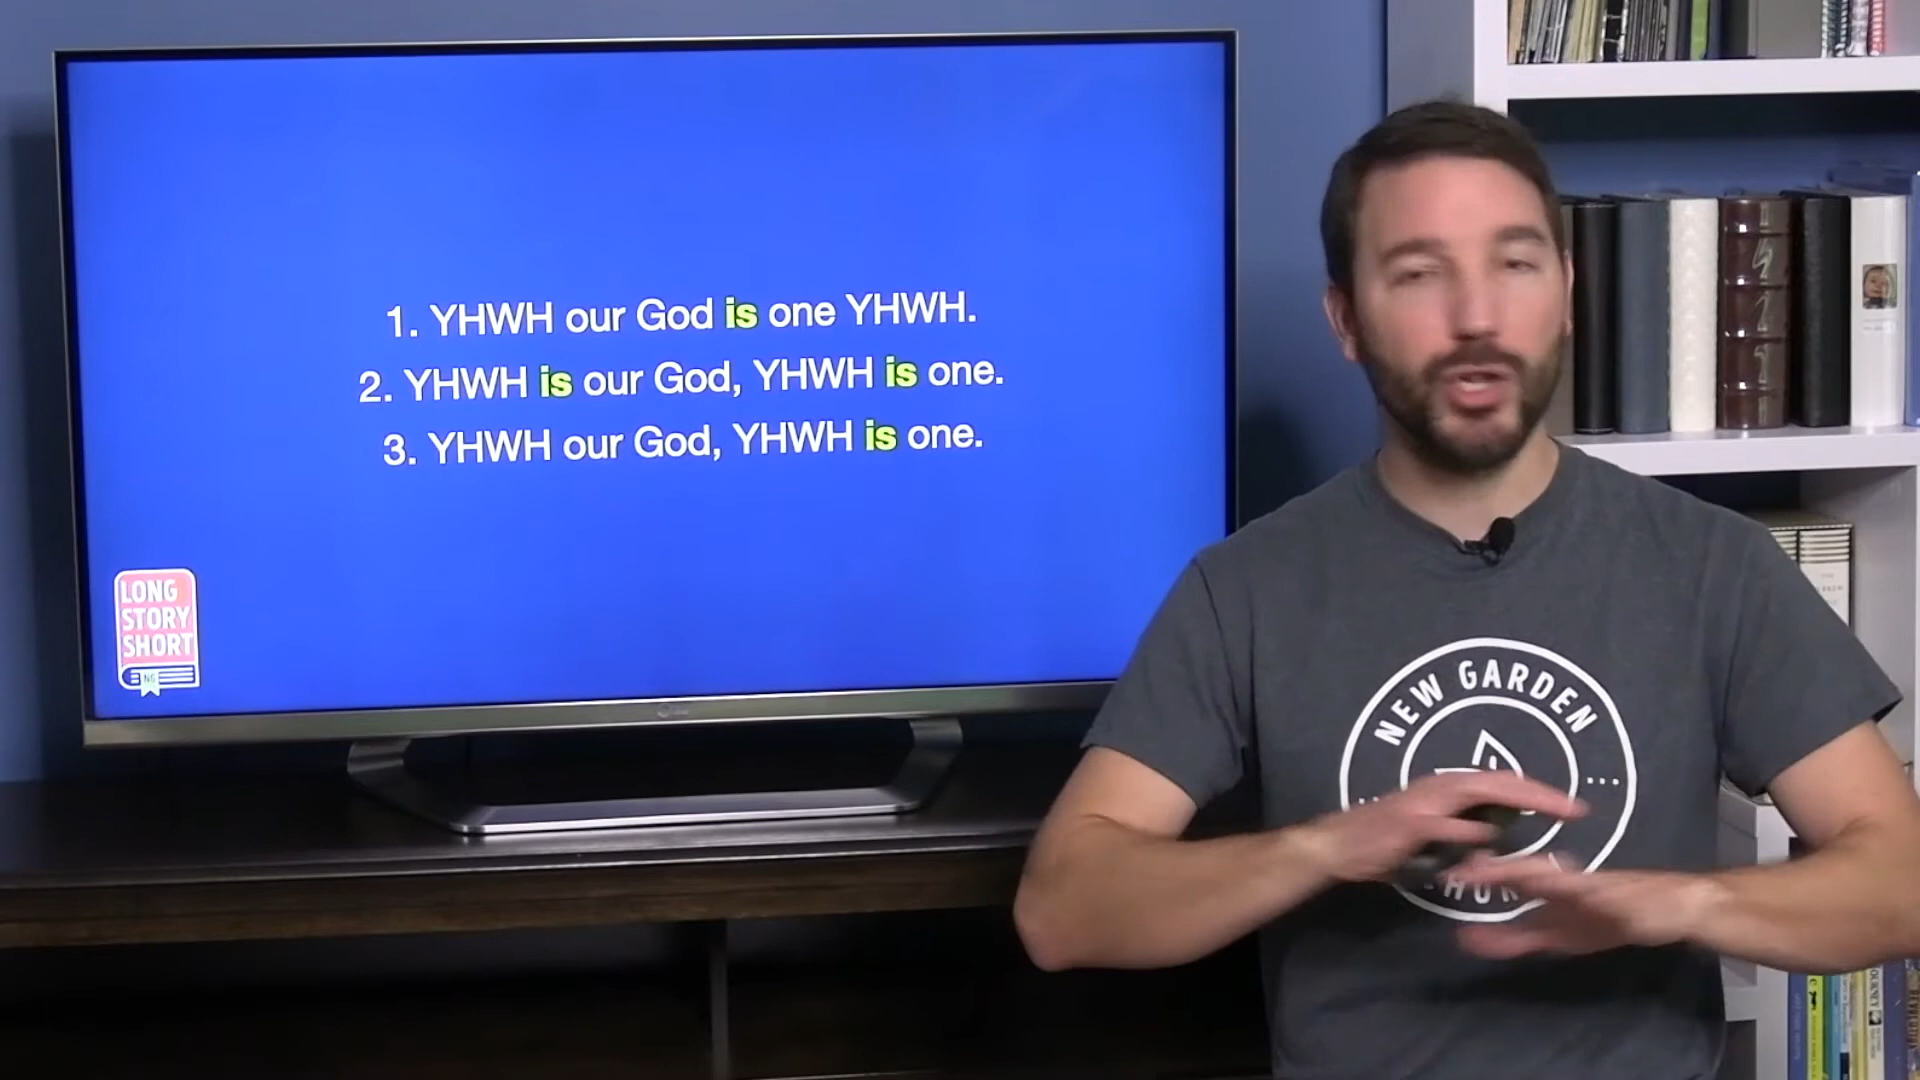 1. YHWH our God is one YHWH.
2. YHWH is our God, YHWH is one.
3. YHWH our God, YHWH is one.
LONG
STORY
SHORT
NG
NEW GARDEN